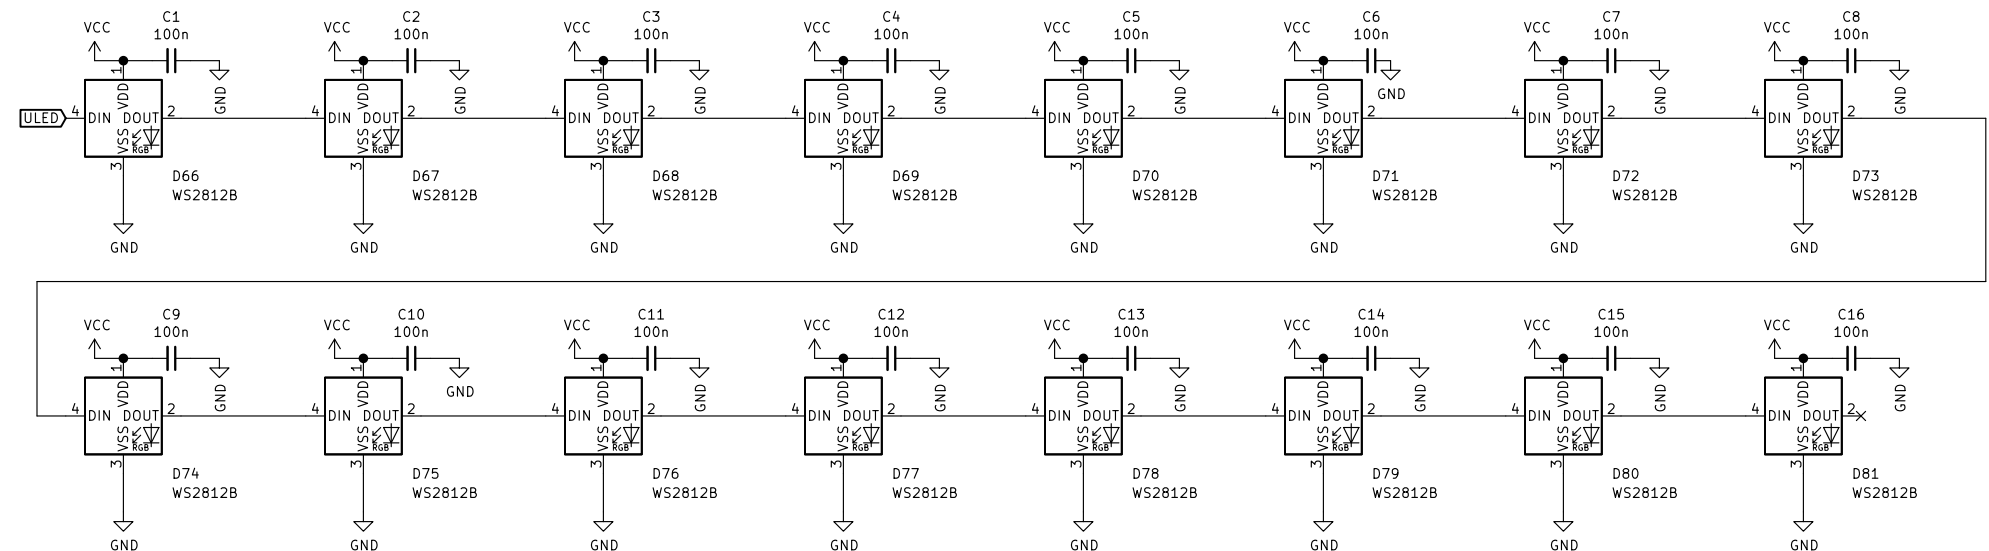 C1 C2 C3 C4 C5 C6 C7 C8
VCC 100n VCC 100n VCC 100n VCC 100n VCC 100n VCC 100n VCC 100n VCC 100n
1 1 1 1 1 1 1 1
VDD GND VDD GND VDD GND VDD GND VDD GND VDD GND VDD GND VDD GND
ULED 4 DIN DOUT 2 4 DIN DOUT 2 4 DIN DOUT 2 4 DIN DOUT 2 4 DIN DOUT 2 4 DIN DOUT 2 4 DIN DOUT 2 4 DIN DOUT 2
VSS RGB VSS RGB VSS RGB VSS RGB VSS RGB VSS RGB VSS RGB VSS RGB
3 3 3 3 3 3 3 3
D66 D67 D68 D69 D70 D71 D72 D73
WS2812B WS2812B WS2812B WS2812B WS2812B WS2812B WS2812B WS2812B
GND GND GND GND GND GND GND GND
C9 C10 C11 C12 C13 C14 C15 C16
VCC 100n VCC 100n VCC 100n VCC 100n VCC 100n VCC 100n VCC 100n VCC 100n
1 1 1 1 1 1 1 1
VDD GND VDD GND VDD GND VDD GND VDD GND VDD GND VDD GND VDD GND
4 DIN DOUT 2 4 DIN DOUT 2 4 DIN DOUT 2 4 DIN DOUT 2 4 DIN DOUT 2 4 DIN DOUT 2 4 DIN DOUT 2 4 DIN DOUT 2
VSS RGB VSS RGB VSS RGB VSS RGB VSS RGB VSS RGB VSS RGB VSS RGB
3 3 3 3 3 3 3 3
D74 D75 D76 D77 D78 D79 D80 D81
WS2812B WS2812B WS2812B WS2812B WS2812B WS2812B WS2812B WS2812B
GND GND GND GND GND GND GND GND